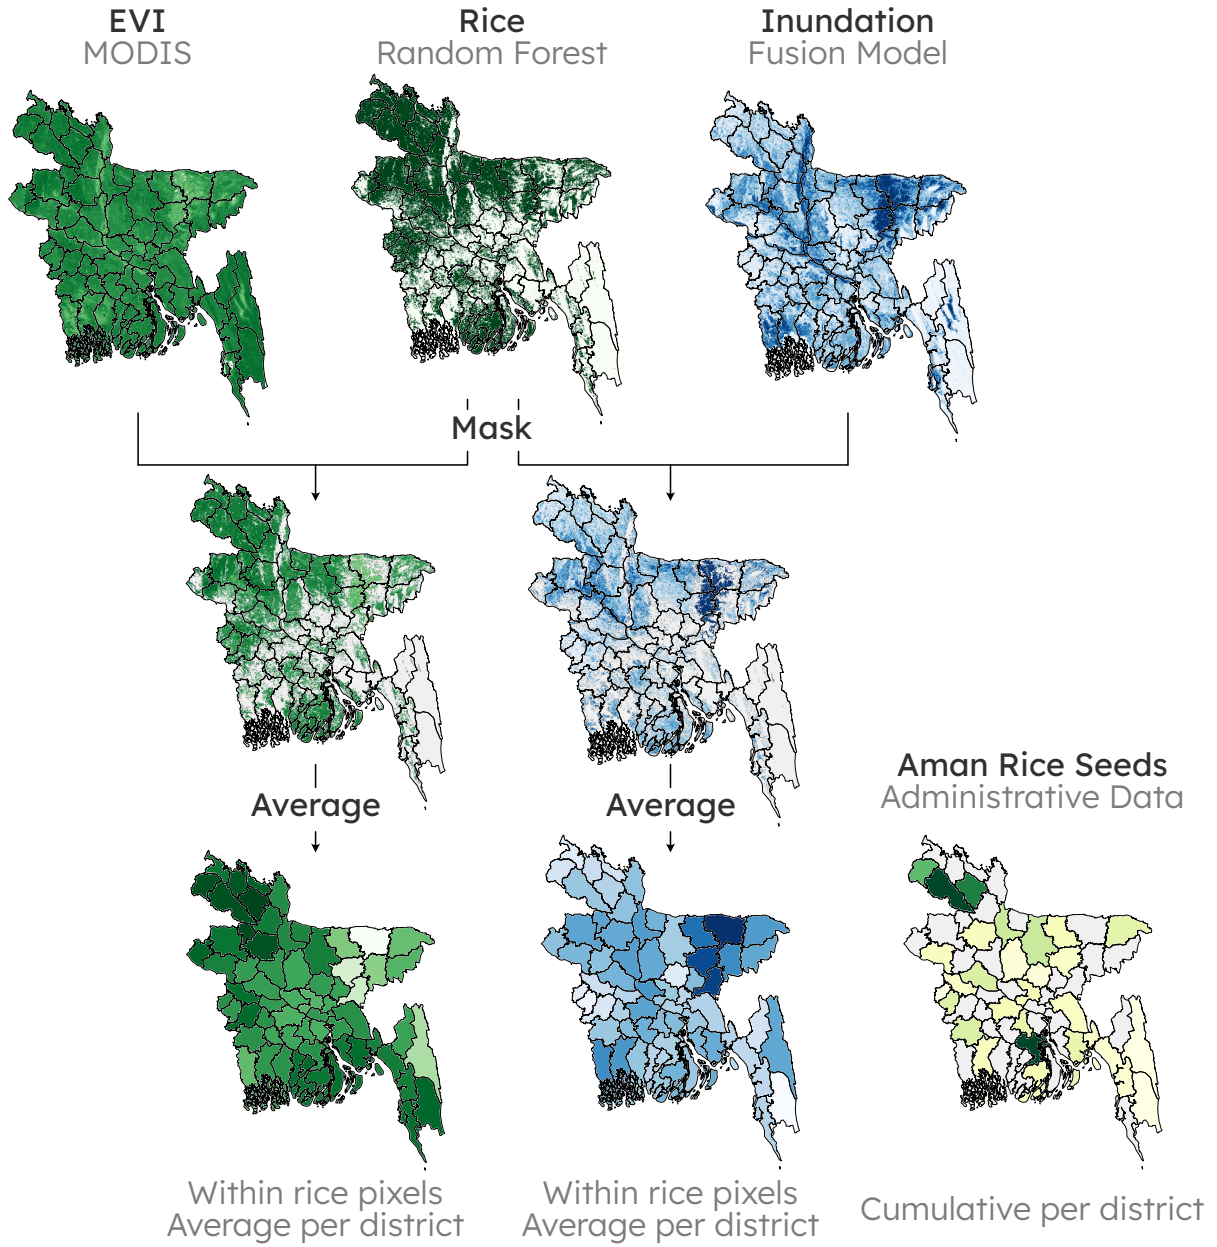 EVI
MODIS
Rice
Random Forest
Inundation
Fusion Model
Mask
Average
Average
Aman Rice Seeds
Administrative Data
Within rice pixels
Average per district
Within rice pixels
Average per district
Cumulative per district